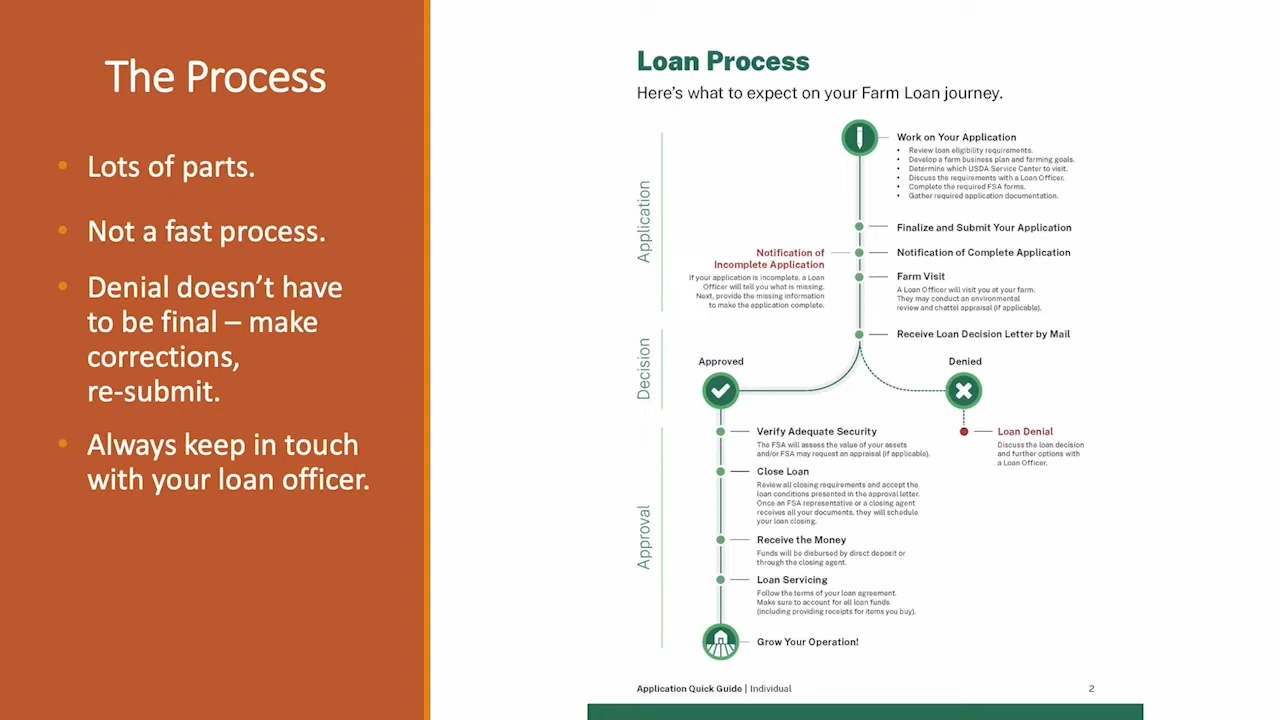 The Process
• Lots of parts.
• Not a fast process.
• Denial doesn’t have
to be final – make
corrections,
re-submit.
• Always keep in touch
with your loan officer.
Loan Process
Here’s what to expect on your Farm Loan journey.
Application
Work on Your Application
• Review loan eligibility requirements.
• Develop a farm business plan and farming goals.
• Determine which USDA Service Center to visit.
• Discuss the requirements with a Loan Officer.
• Complete the required FSA forms.
• Gather required application documentation.
Finalize and Submit Your Application
Notification of
Incomplete Application
If your application is incomplete, a Loan
Officer will tell you what is missing.
Next, provide the missing information
to make the application complete.
Notification of Complete Application
Farm Visit
A Loan Officer will visit you at your farm.
They may conduct an environmental
review and chattel appraisal (if applicable).
Receive Loan Decision Letter by Mail
Decision
Approved
Denied
Loan Denial
Discuss the loan decision
and further options with
a Loan Officer.
Approval
Verify Adequate Security
The FSA will assess the value of your assets
and/or FSA may request an appraisal (if applicable).
Close Loan
Review all closing requirements and accept the
loan conditions presented in the approval letter.
Once an FSA representative or a closing agent
receives all your documents, they will schedule
your loan closing.
Receive the Money
Funds will be disbursed by direct deposit or
through the closing agent.
Loan Servicing
Follow the terms of your loan agreement.
Make sure to account for all loan funds
(including providing receipts for items you buy).
Grow Your Operation!
Application Quick Guide | Individual
2